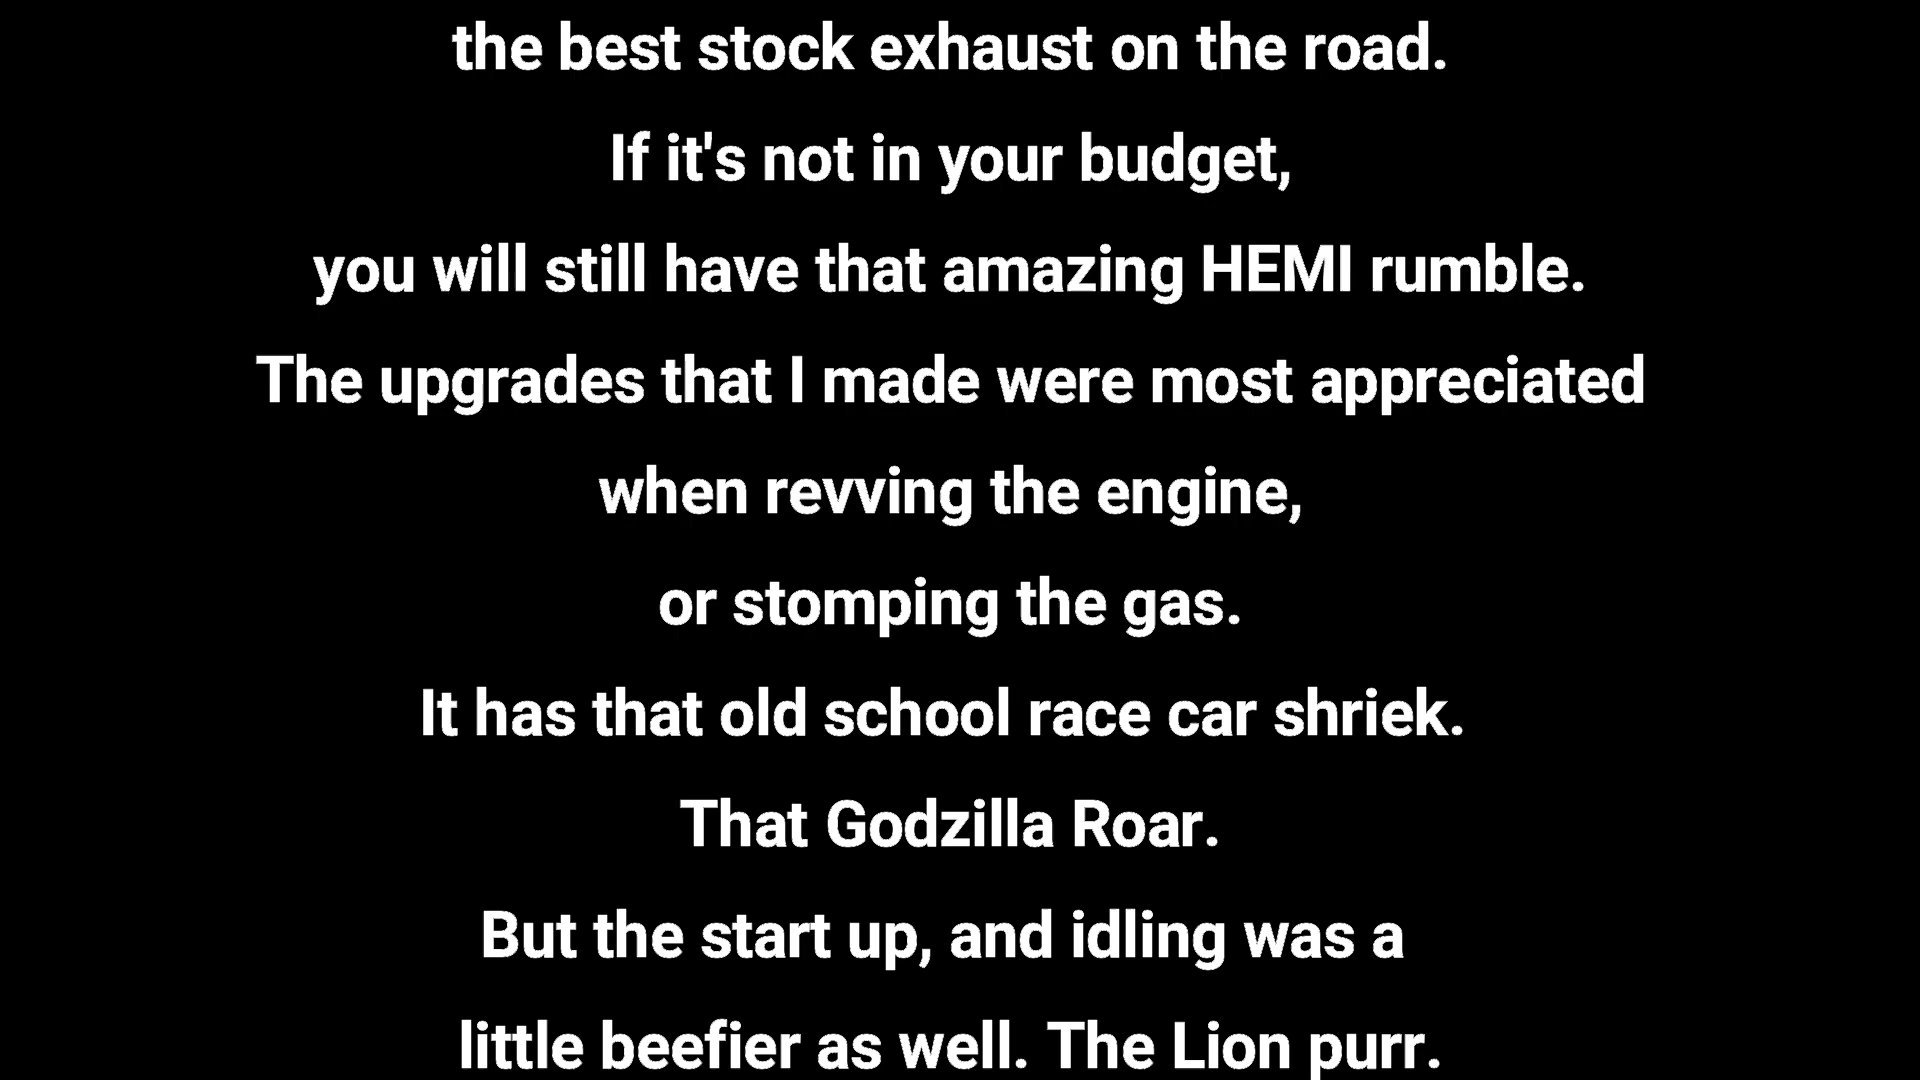 the best stock exhaust on the road.
If it's not in your budget,
you will still have that amazing HEMI rumble.
The upgrades that I made were most appreciated
when revving the engine,
or stomping the gas.
It has that old school race car shriek.
That Godzilla Roar.
But the start up, and idling was a
little beefier as well. The Lion purr.